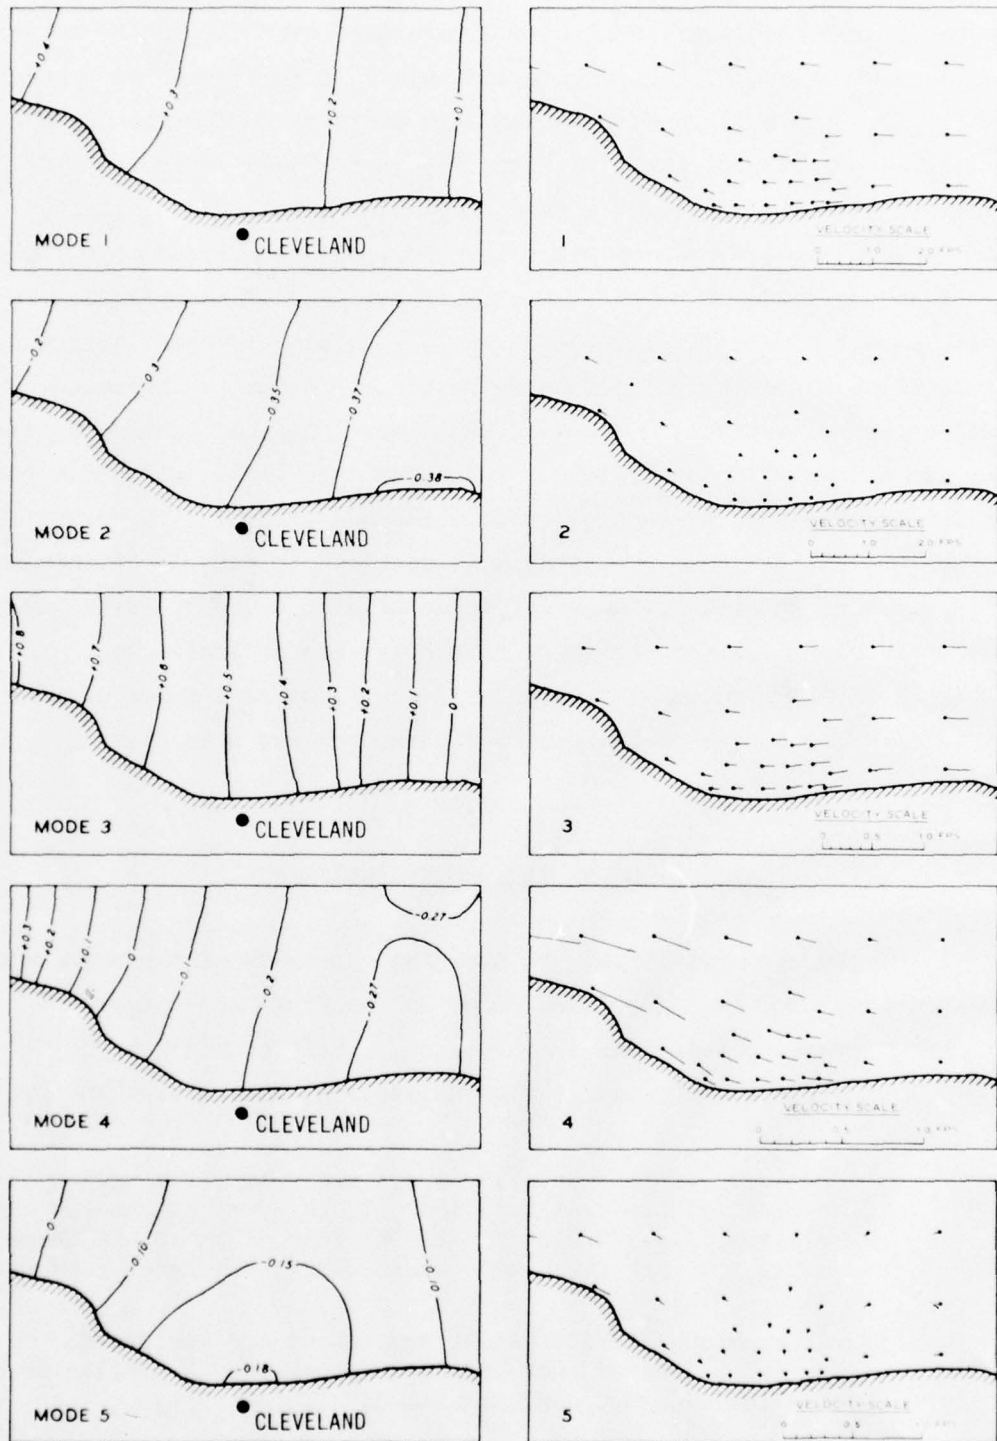 +0.4
+0.3
+0.2
+0.1
MODE 1
CLEVELAND
1
VELOCITY SCALE
0 1.0 2.0 FPS
-0.2
-0.3
-0.35
-0.37
-0.38
MODE 2
CLEVELAND
2
VELOCITY SCALE
0 1.0 2.0 FPS
+0.8
+0.7
+0.8
+0.5
+0.4
+0.3
+0.2
+0.1
0
MODE 3
CLEVELAND
3
VELOCITY SCALE
0 0.5 1.0 FPS
+0.3
+0.2
+0.1
0
-0.1
-0.2
-0.27
-0.27
MODE 4
CLEVELAND
4
VELOCITY SCALE
0 0.5 1.0 FPS
0
-0.10
-0.15
-0.10
-0.18
MODE 5
CLEVELAND
5
VELOCITY SCALE
0 0.5 1.0 FPS